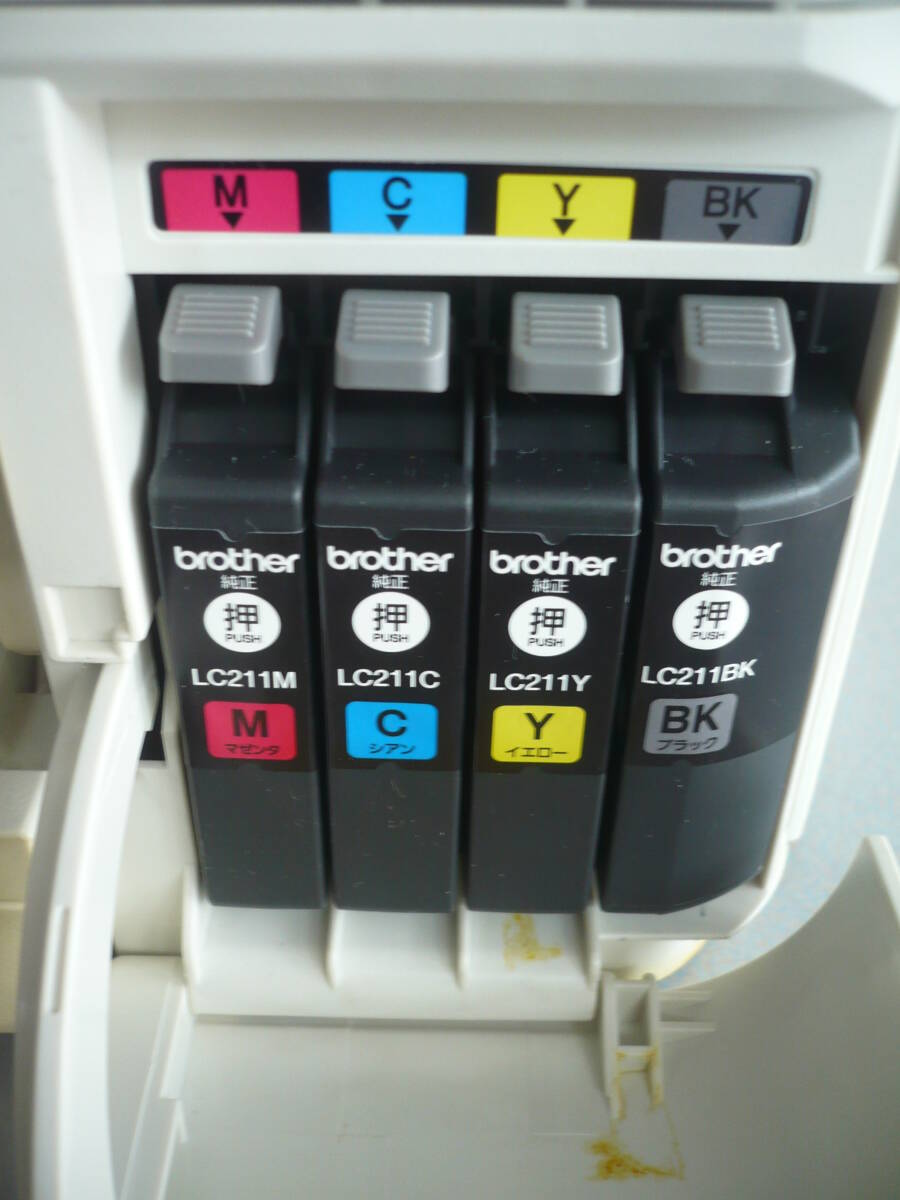 M C Y BK
brother
純正
押
PUSH
LC211M
M
マゼンタ
brother
純正
押
PUSH
LC211C
C
シアン
brother
純正
押
PUSH
LC211Y
Y
イエロー
brother
純正
押
PUSH
LC211BK
BK
ブラック